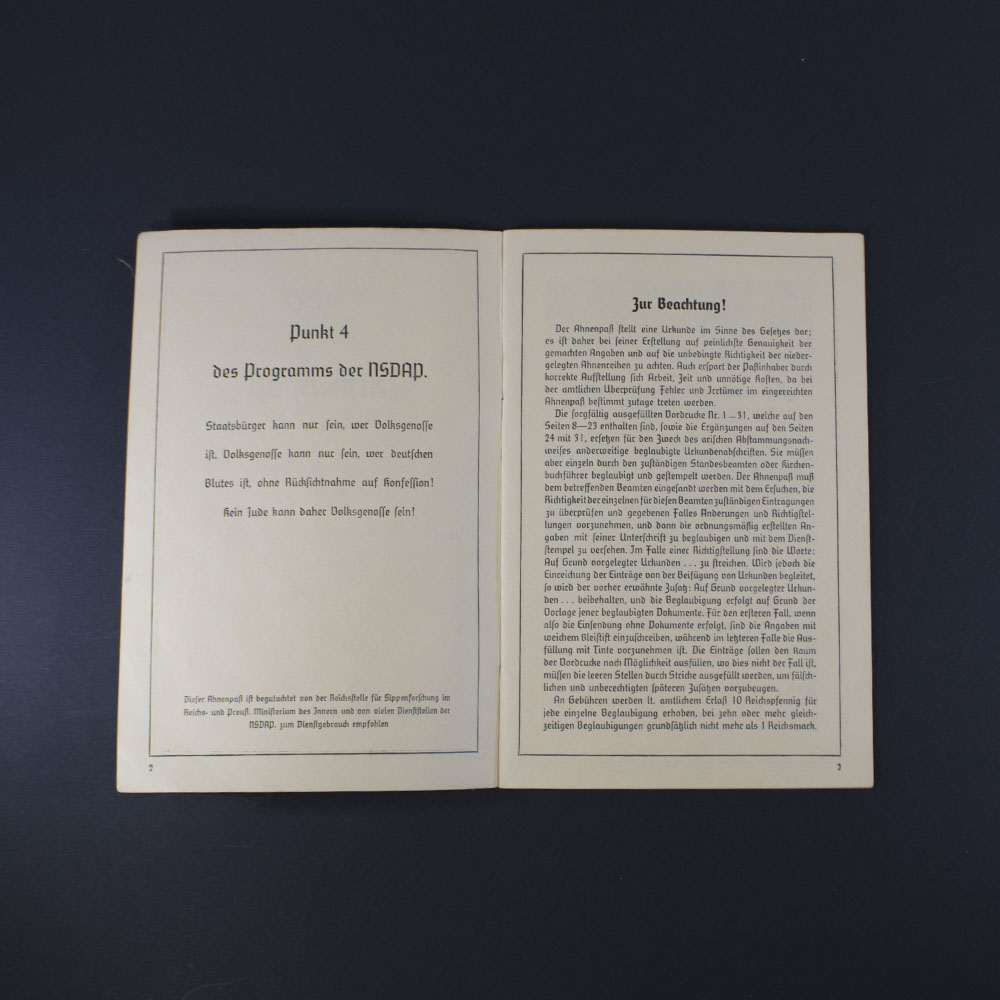 Punkt 4
des Programms der NSDAP.
Staatsbürger kann nur sein, wer Volksgenosse
ist. Volksgenosse kann nur sein, wer deutschen
Blutes ist, ohne Rücksichtnahme auf Konfession!
Kein Jude kann daher Volksgenosse sein!
Dieser Ahnenpaß ist begutachtet von der Reichsstelle für Sippenforschung im
Reichs- und Preuß. Ministerium des Innern und von vielen Dienststellen der
NSDAP. zum Dienstgebrauch empfohlen
2
Zur Beachtung!
Der Ahnenpaß stellt eine Urkunde im Sinne des Gesetzes dar;
es ist daher bei seiner Erstellung auf peinlichste Genauigkeit der
gemachten Angaben und auf die unbedingte Richtigkeit der nieder-
gelegten Ahnenreihen zu achten. Auch erspart der Paßinhaber durch
korrekte Aufstellung sich Arbeit, Zeit und unnötige Kosten, da bei
der amtlichen Überprüfung Fehler und Irrtümer im eingereichten
Ahnenpaß bestimmt zutage treten werden.
Die sorgfältig ausgefüllten Vordrucke Nr. 1—31, welche auf den
Seiten 8—23 enthalten sind, sowie die Ergänzungen auf den Seiten
24 mit 31, ersetzen für den Zweck des arischen Abstammungsnach-
weises anderweitige beglaubigte Urkundenabschriften. Sie müssen
aber einzeln durch den zuständigen Standesbeamten oder Kirchen-
buchführer beglaubigt und gestempelt werden. Der Ahnenpaß muß
dem betreffenden Beamten eingesandt werden mit dem Ersuchen, die
Richtigkeit der einzelnen für diesen Beamten zuständigen Eintragungen
zu überprüfen und gegebenen Falles Änderungen und Richtigstel-
lungen vorzunehmen, und dann die ordnungsmäßig erstellten An-
gaben mit seiner Unterschrift zu beglaubigen und mit dem Dienst-
stempel zu versehen. Im Falle einer Richtigstellung sind die Worte:
Auf Grund vorgelegter Urkunden . . . zu streichen. Wird jedoch die
Einreichung der Einträge von der Beifügung von Urkunden begleitet,
so wird der vorher erwähnte Zusatz: Auf Grund vorgelegter Urkun-
den . . . beibehalten, und die Beglaubigung erfolgt auf Grund der
Vorlage jener beglaubigten Dokumente. Für den ersteren Fall, wenn
also die Einsendung ohne Dokumente erfolgt, sind die Angaben mit
weichem Bleistift einzuschreiben, während im letzteren Falle die Aus-
füllung mit Tinte vorzunehmen ist. Die Einträge sollen den Raum
der Vordrucke nach Möglichkeit ausfüllen, wo dies nicht der Fall ist,
müssen die leeren Stellen durch Striche ausgefüllt werden, um fälsch-
lichen und unberechtigten späteren Zusätzen vorzubeugen.
An Gebühren werden lt. amtlichem Erlaß 10 Reichspfennig für
jede einzelne Beglaubigung erhoben, bei zehn oder mehr gleich-
zeitigen Beglaubigungen grundsätzlich nicht mehr als 1 Reichsmark.
3